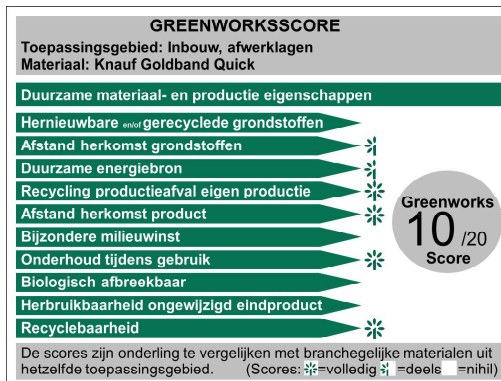 GREENWORKSSCORE
Toepassingsgebied: Inbouw, afwerklagen
Materiaal: Knauf Goldband Quick
Duurzame materiaal- en productie eigenschappen
Hernieuwbare en/of gerecyclede grondstoffen
Afstand herkomst grondstoffen
Duurzame energiebron
Recycling productieafval eigen productie
Afstand herkomst product
Bijzondere milieuwinst
Onderhoud tijdens gebruik
Biologisch afbreekbaar
Herbruikbaarheid ongewijzigd eindproduct
Recyclebaarheid
Greenworks
10 /20
Score
De scores zijn onderling te vergelijken met branchegelijke materialen uit
hetzelfde toepassingsgebied. (Scores: =volledig =deels =nihil)